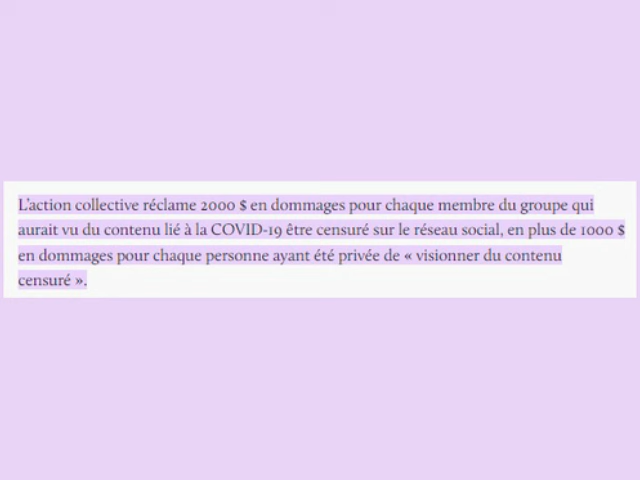 L'action collective réclame 2000 $ en dommages pour chaque membre du groupe qui
aurait vu du contenu lié à la COVID-19 être censuré sur le réseau social, en plus de 1000 $
en dommages pour chaque personne ayant été privée de « visionner du contenu
censuré ».